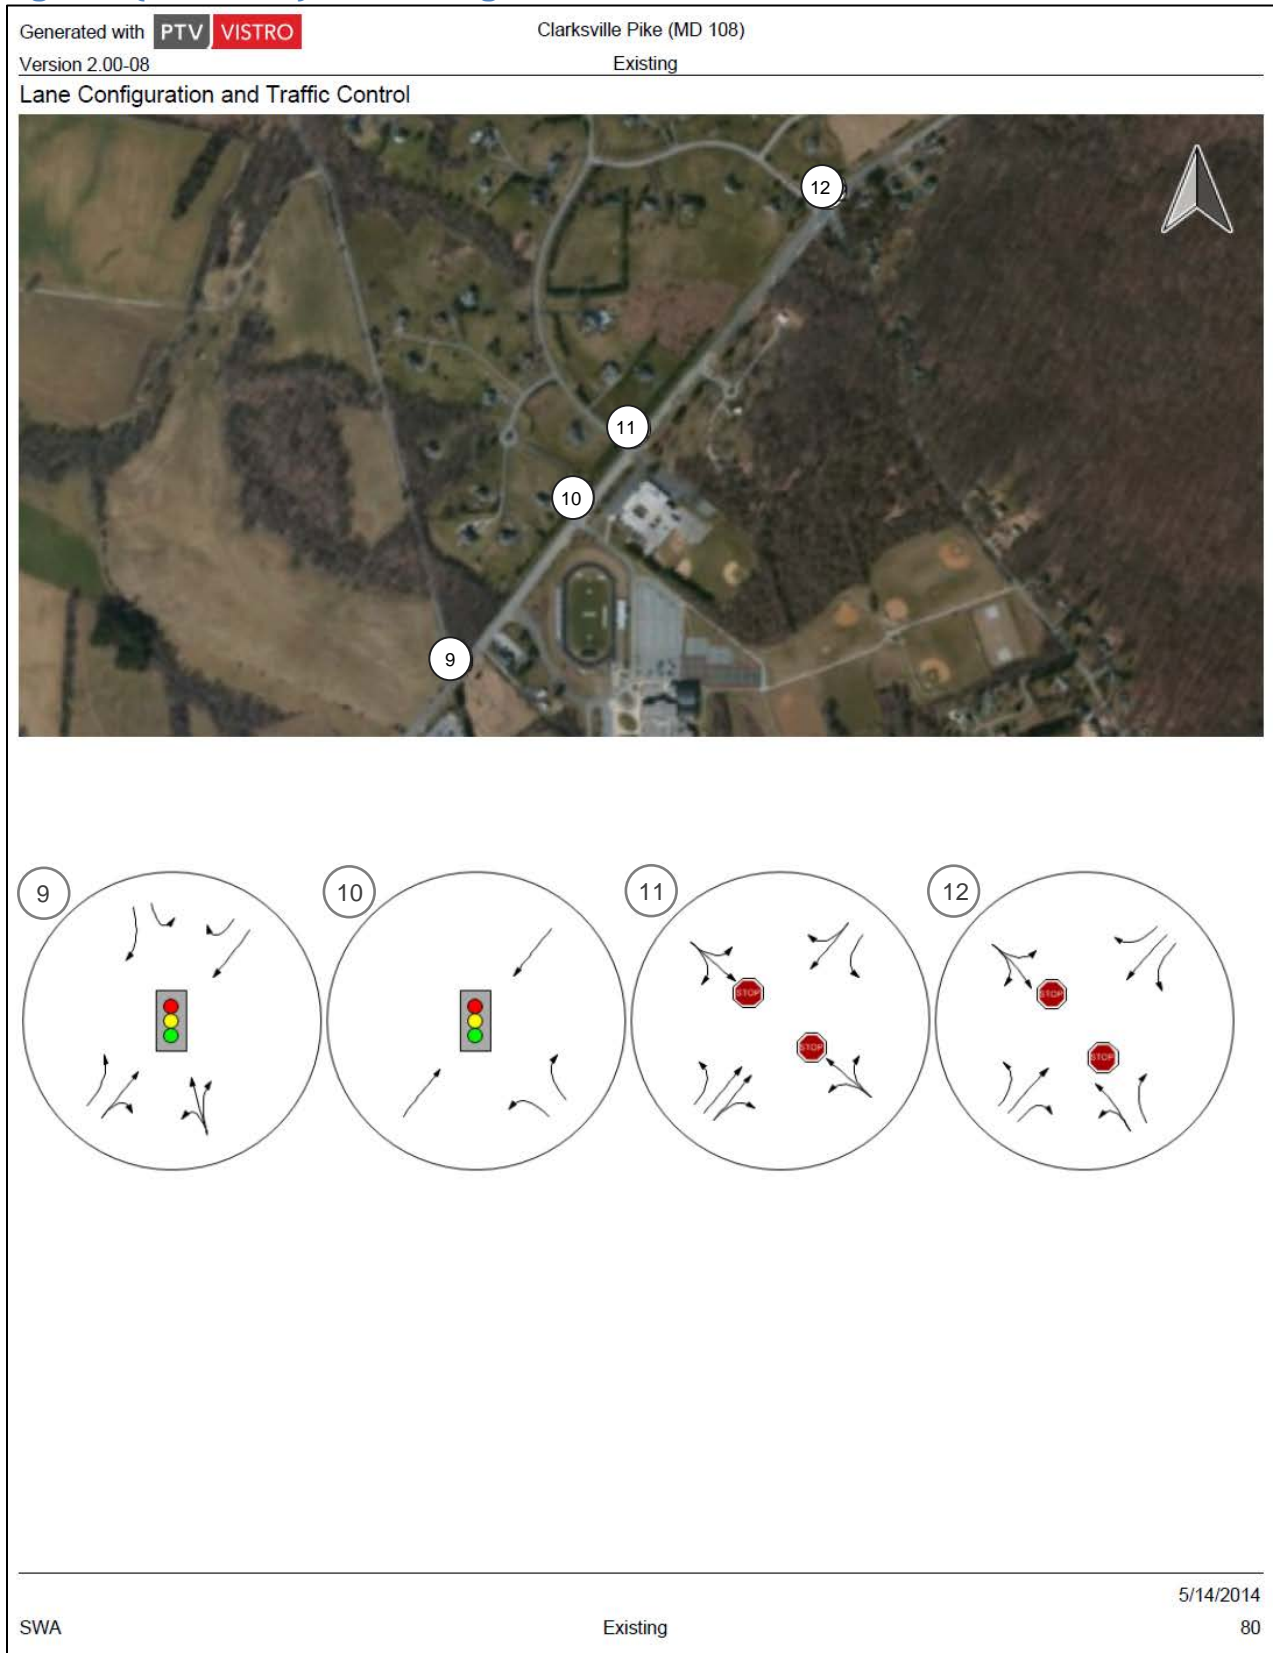 Generated with PTV VISTRO
Clarksville Pike (MD 108)
Version 2.00-08
Existing
Lane Configuration and Traffic Control
12
11
10
9
9
10
11
12
STOP
STOP
STOP
STOP
5/14/2014
SWA
Existing
80